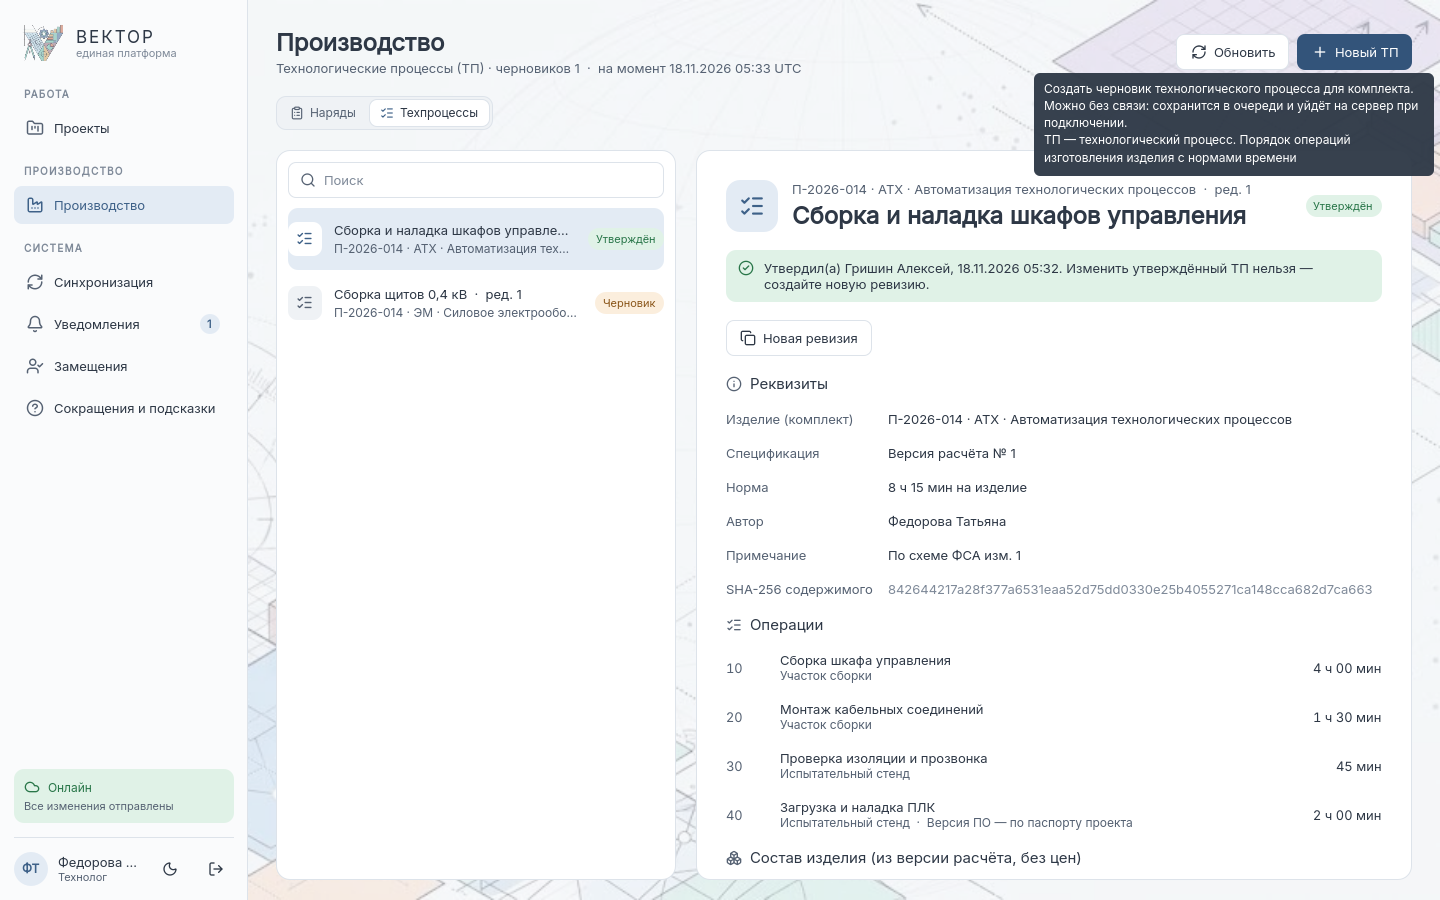 ВЕКТОР
единая платформа
РАБОТА
Проекты
ПРОИЗВОДСТВО
Производство
СИСТЕМА
Синхронизация
Уведомления
1
Замещения
Сокращения и подсказки
Онлайн
Все изменения отправлены
ФТ
Федорова ...
Технолог
Производство
Технологические процессы (ТП) · черновиков 1 · на момент 18.11.2026 05:33 UTC
Обновить
Новый ТП
Создать черновик технологического процесса для комплекта.
Можно без связи: сохранится в очереди и уйдёт на сервер при
подключении.
ТП — технологический процесс. Порядок операций
изготовления изделия с нормами времени
Наряды
Техпроцессы
Поиск
Сборка и наладка шкафов управле...
П-2026-014 · АТХ · Автоматизация тех...
Утверждён
Сборка щитов 0,4 кВ · ред. 1
П-2026-014 · ЭМ · Силовое электрообо...
Черновик
П-2026-014 · АТХ · Автоматизация технологических процессов · ред. 1
Сборка и наладка шкафов управления
Утверждён
Утвердил(а) Гришин Алексей, 18.11.2026 05:32. Изменить утверждённый ТП нельзя —
создайте новую ревизию.
Новая ревизия
Реквизиты
Изделие (комплект)
П-2026-014 · АТХ · Автоматизация технологических процессов
Спецификация
Версия расчёта № 1
Норма
8 ч 15 мин на изделие
Автор
Федорова Татьяна
Примечание
По схеме ФСА изм. 1
SHA-256 содержимого
842644217a28f377a6531eaa52d75dd0330e25b4055271ca148cca682d7ca663
Операции
10
Сборка шкафа управления
Участок сборки
4 ч 00 мин
20
Монтаж кабельных соединений
Участок сборки
1 ч 30 мин
30
Проверка изоляции и прозвонка
Испытательный стенд
45 мин
40
Загрузка и наладка ПЛК
Испытательный стенд · Версия ПО — по паспорту проекта
2 ч 00 мин
Состав изделия (из версии расчёта, без цен)